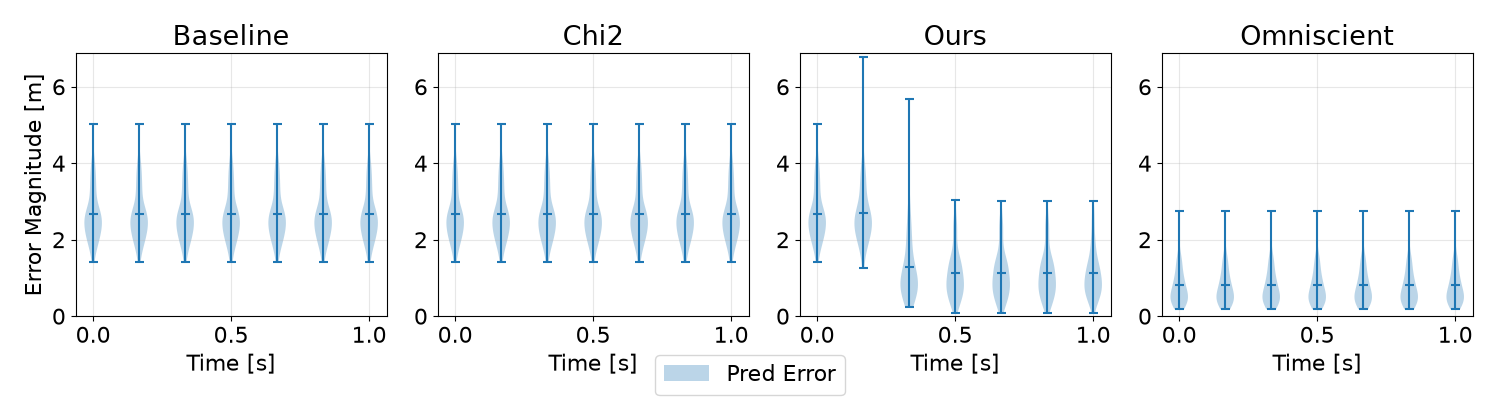 Baseline Chi2 Ours Omniscient
Error Magnitude [m]
6 6 6 6
4 4 4 4
2 2 2 2
0 0 0 0
0.0 0.5 1.0 0.0 0.5 1.0 0.0 0.5 1.0 0.0 0.5 1.0
Time [s] Time [s] Time [s] Time [s]
Pred Error